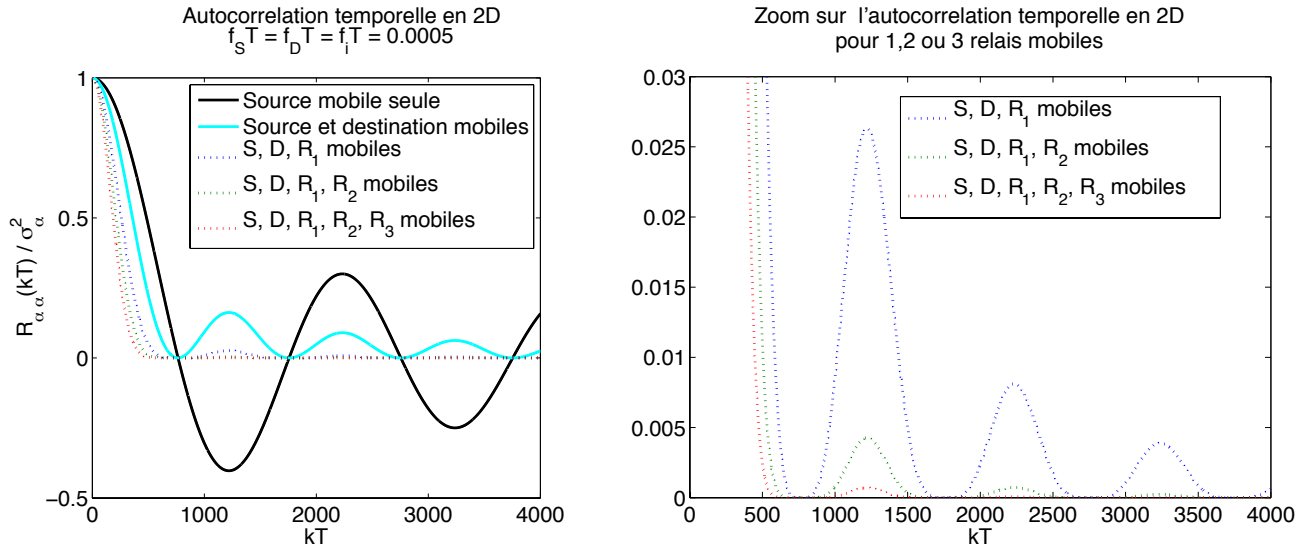 Autocorrelation temporelle en 2D
f_S T = f_D T = f_i T = 0.0005
1
0.5
0
−0.5
R_α α(kT) / σ²_α
Source mobile seule
Source et destination mobiles
S, D, R_1 mobiles
S, D, R_1, R_2 mobiles
S, D, R_1, R_2, R_3 mobiles
0 1000 2000 3000 4000
kT
Zoom sur l'autocorrelation temporelle en 2D
pour 1,2 ou 3 relais mobiles
0.03
0.025
0.02
0.015
0.01
0.005
0
S, D, R_1 mobiles
S, D, R_1, R_2 mobiles
S, D, R_1, R_2, R_3 mobiles
0 500 1000 1500 2000 2500 3000 3500 4000
kT